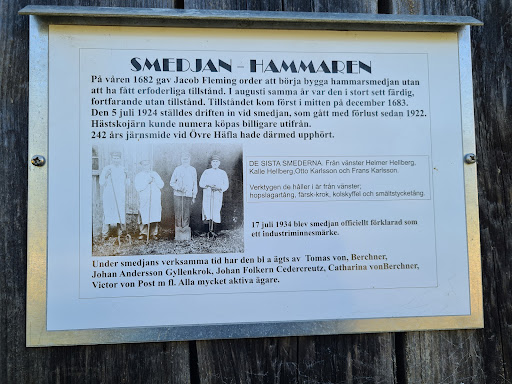 SMEDJAN - HAMMAREN
På våren 1682 gav Jacob Fleming order att börja bygga hammarsmedjan utan
att ha fått erfoderliga tillstånd. I augusti samma år var den i stort sett färdig,
fortfarande utan tillstånd. Tillståndet kom först i mitten på december 1683.
Den 5 juli 1924 ställdes driften in vid smedjan, som gått med förlust sedan 1922.
Hästskojärn kunde numera köpas billigare utifrån.
242 års järnsmide vid Övre Häfla hade därmed upphört.
DE SISTA SMEDERNA. Från vänster Helmer Hellberg,
Kalle Hellberg,Otto Karlsson och Frans Karlsson.
Verktygen de håller i är från vänster;
hopslagartång, färsk-krok, kolskyffel och smältstycketång.
17 juli 1934 blev smedjan officiellt förklarad som
ett industriminnesmärke.
Under smedjans verksamma tid har den bl a ägts av Tomas von, Berchner,
Johan Andersson Gyllenkrok, Johan Folkern Cedercreutz, Catharina vonBerchner,
Victor von Post m fl. Alla mycket aktiva ägare.